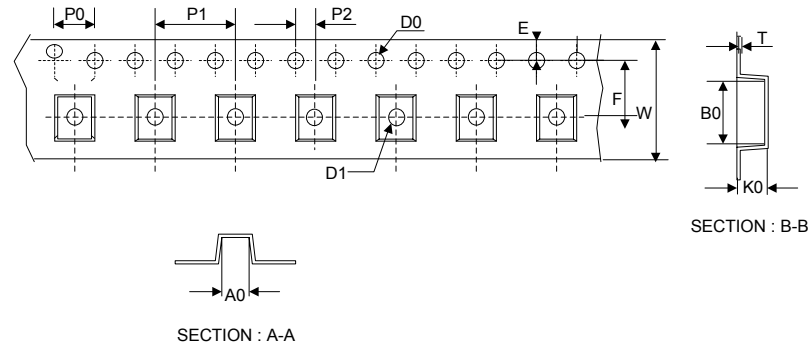 P0 P1 P2 D0 E T
F W B0
D1
K0
SECTION : B-B
A0
SECTION : A-A